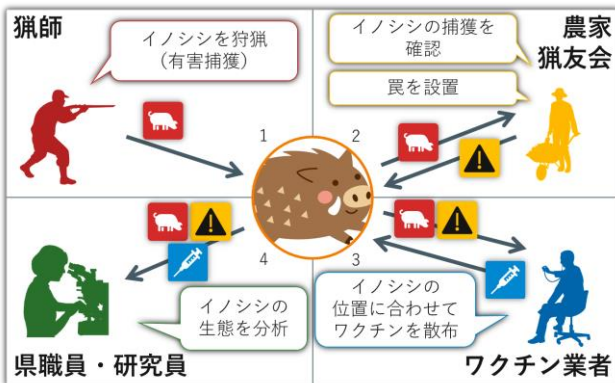 猟師
イノシシを狩猟
(有害捕獲)
イノシシの捕獲を
確認
罠を設置
農家
猟友会
1
2
4
3
イノシシの
生態を分析
県職員・研究員
イノシシの
位置に合わせて
ワクチンを散布
ワクチン業者